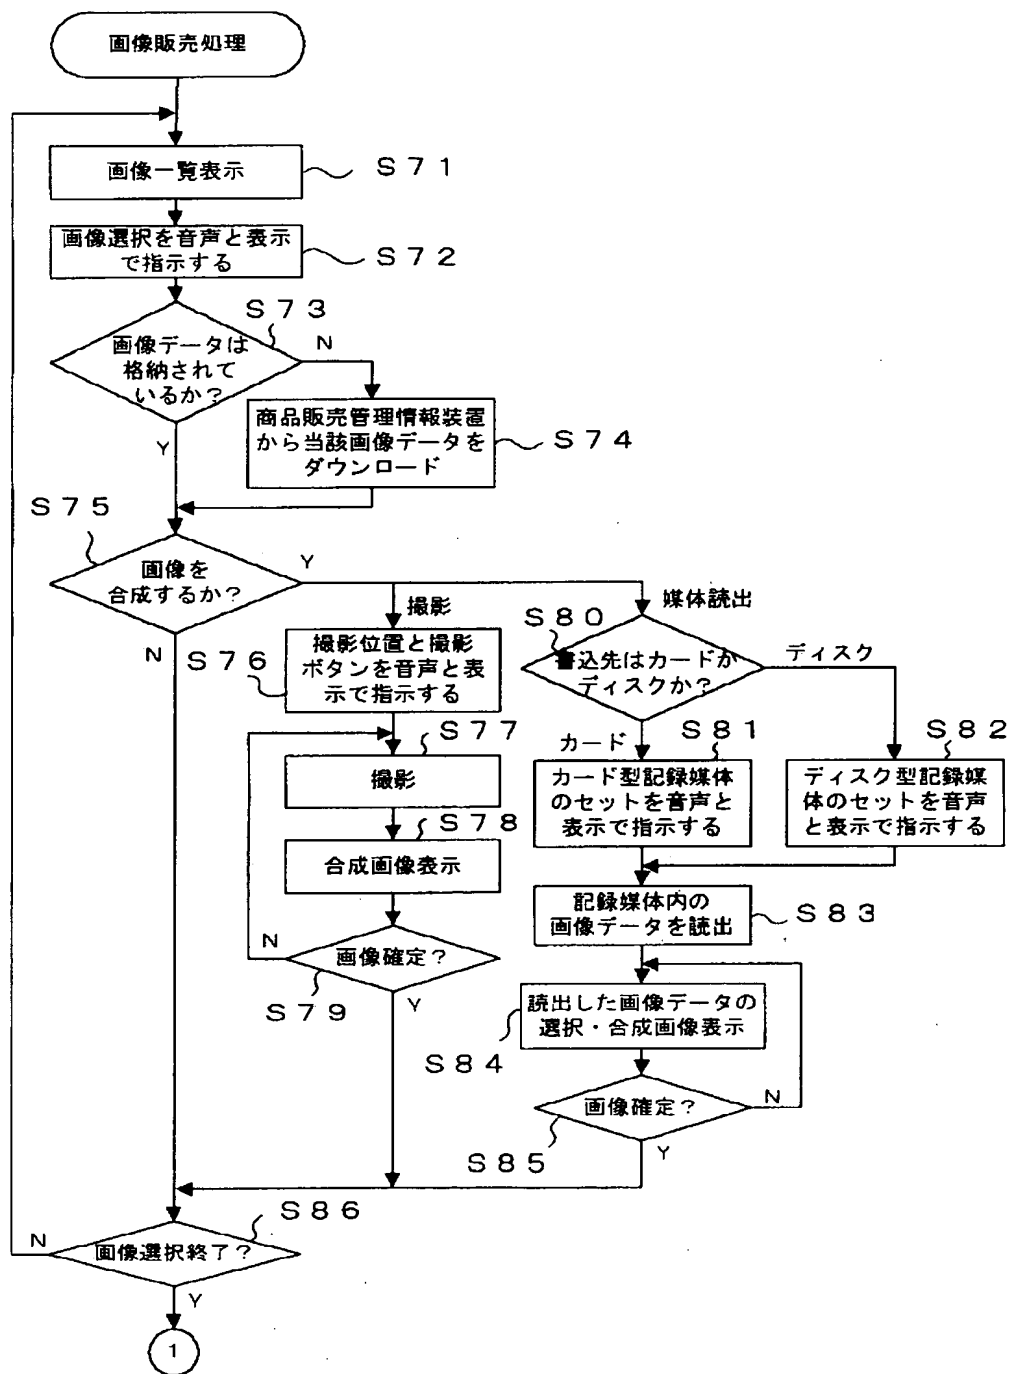 画像販売処理
画像一覧表示
S71
画像選択を音声と表示
で指示する
S72
S73
画像データは
格納されて
いるか?
N
Y
商品販売管理情報装置
から当該画像データを
ダウンロード
S74
S75
画像を
合成するか?
Y
N
撮影
媒体読出
S76
撮影位置と撮影
ボタンを音声と表
示で指示する
S77
撮影
S78
合成画像表示
画像確定?
N
S79
Y
S80
込先はカードか
ディスクか?
ディスク
カード
S81
カード型記録媒体
のセットを音声と
表示で指示する
S82
ディスク型記録媒
体のセットを音声
と表示で指示する
記録媒体内の
画像データを読出
S83
読出した画像データの
選択・合成画像表示
S84
画像確定?
N
S85
Y
S86
画像選択終了?
N
Y
1